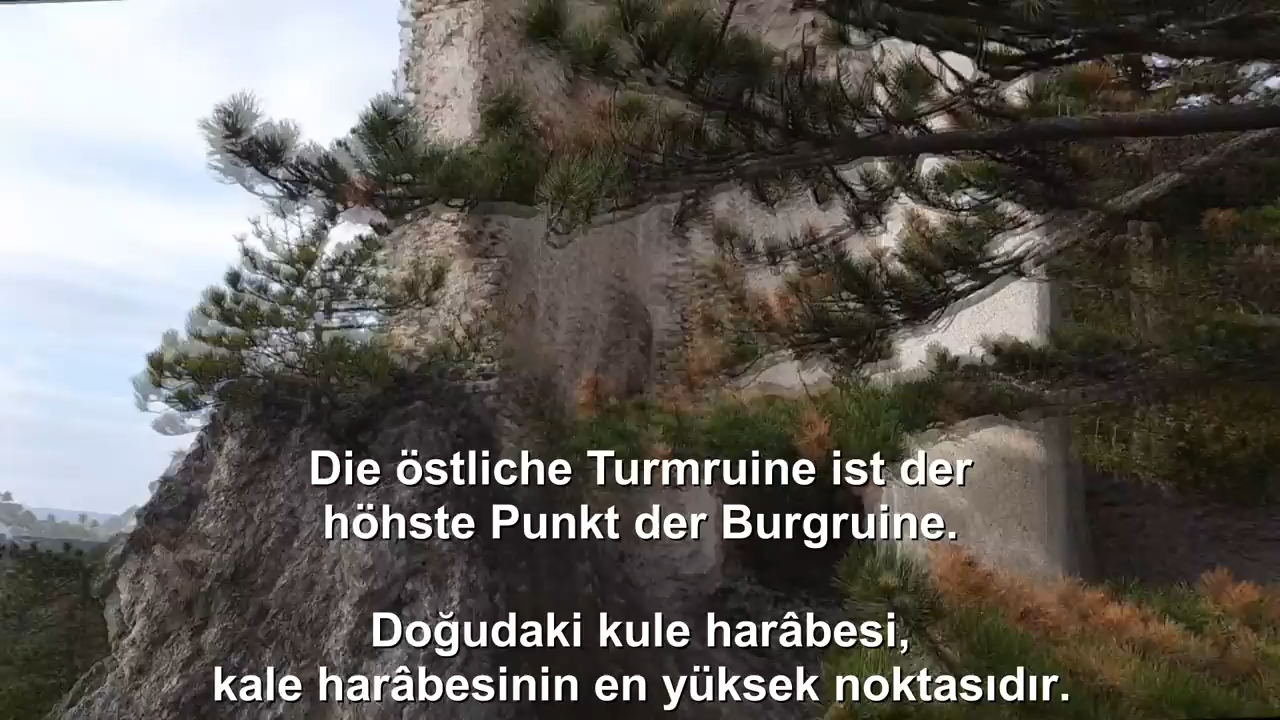 Die östliche Turmruine ist der
höhste Punkt der Burgruine.
Doğudaki kule harâbesi,
kale harâbesinin en yüksek noktasıdır.